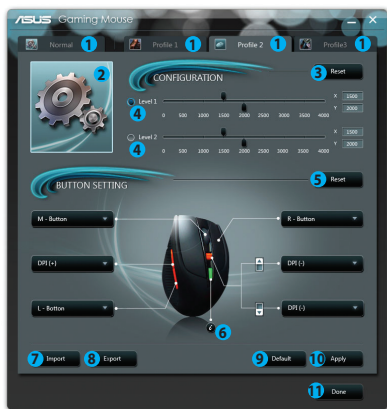 ASUS Gaming Mouse
Normal 1 Profile 1 1 Profile 2 1 Profile3 1
2
CONFIGURATION 3 Reset
Level 1 X 1500
4 Y 2000
0 500 1000 1500 2000 2500 3000 3500 4000
Level 2 X 1500
4 Y 2000
0 500 1000 1500 2000 2500 3000 3500 4000
BUTTON SETTING 5 Reset
M - Button R - Button
DPI (+) DPI (-)
L - Botton DPI (-)
6
7 Import 8 Export 9 Default 10 Apply
11 Done